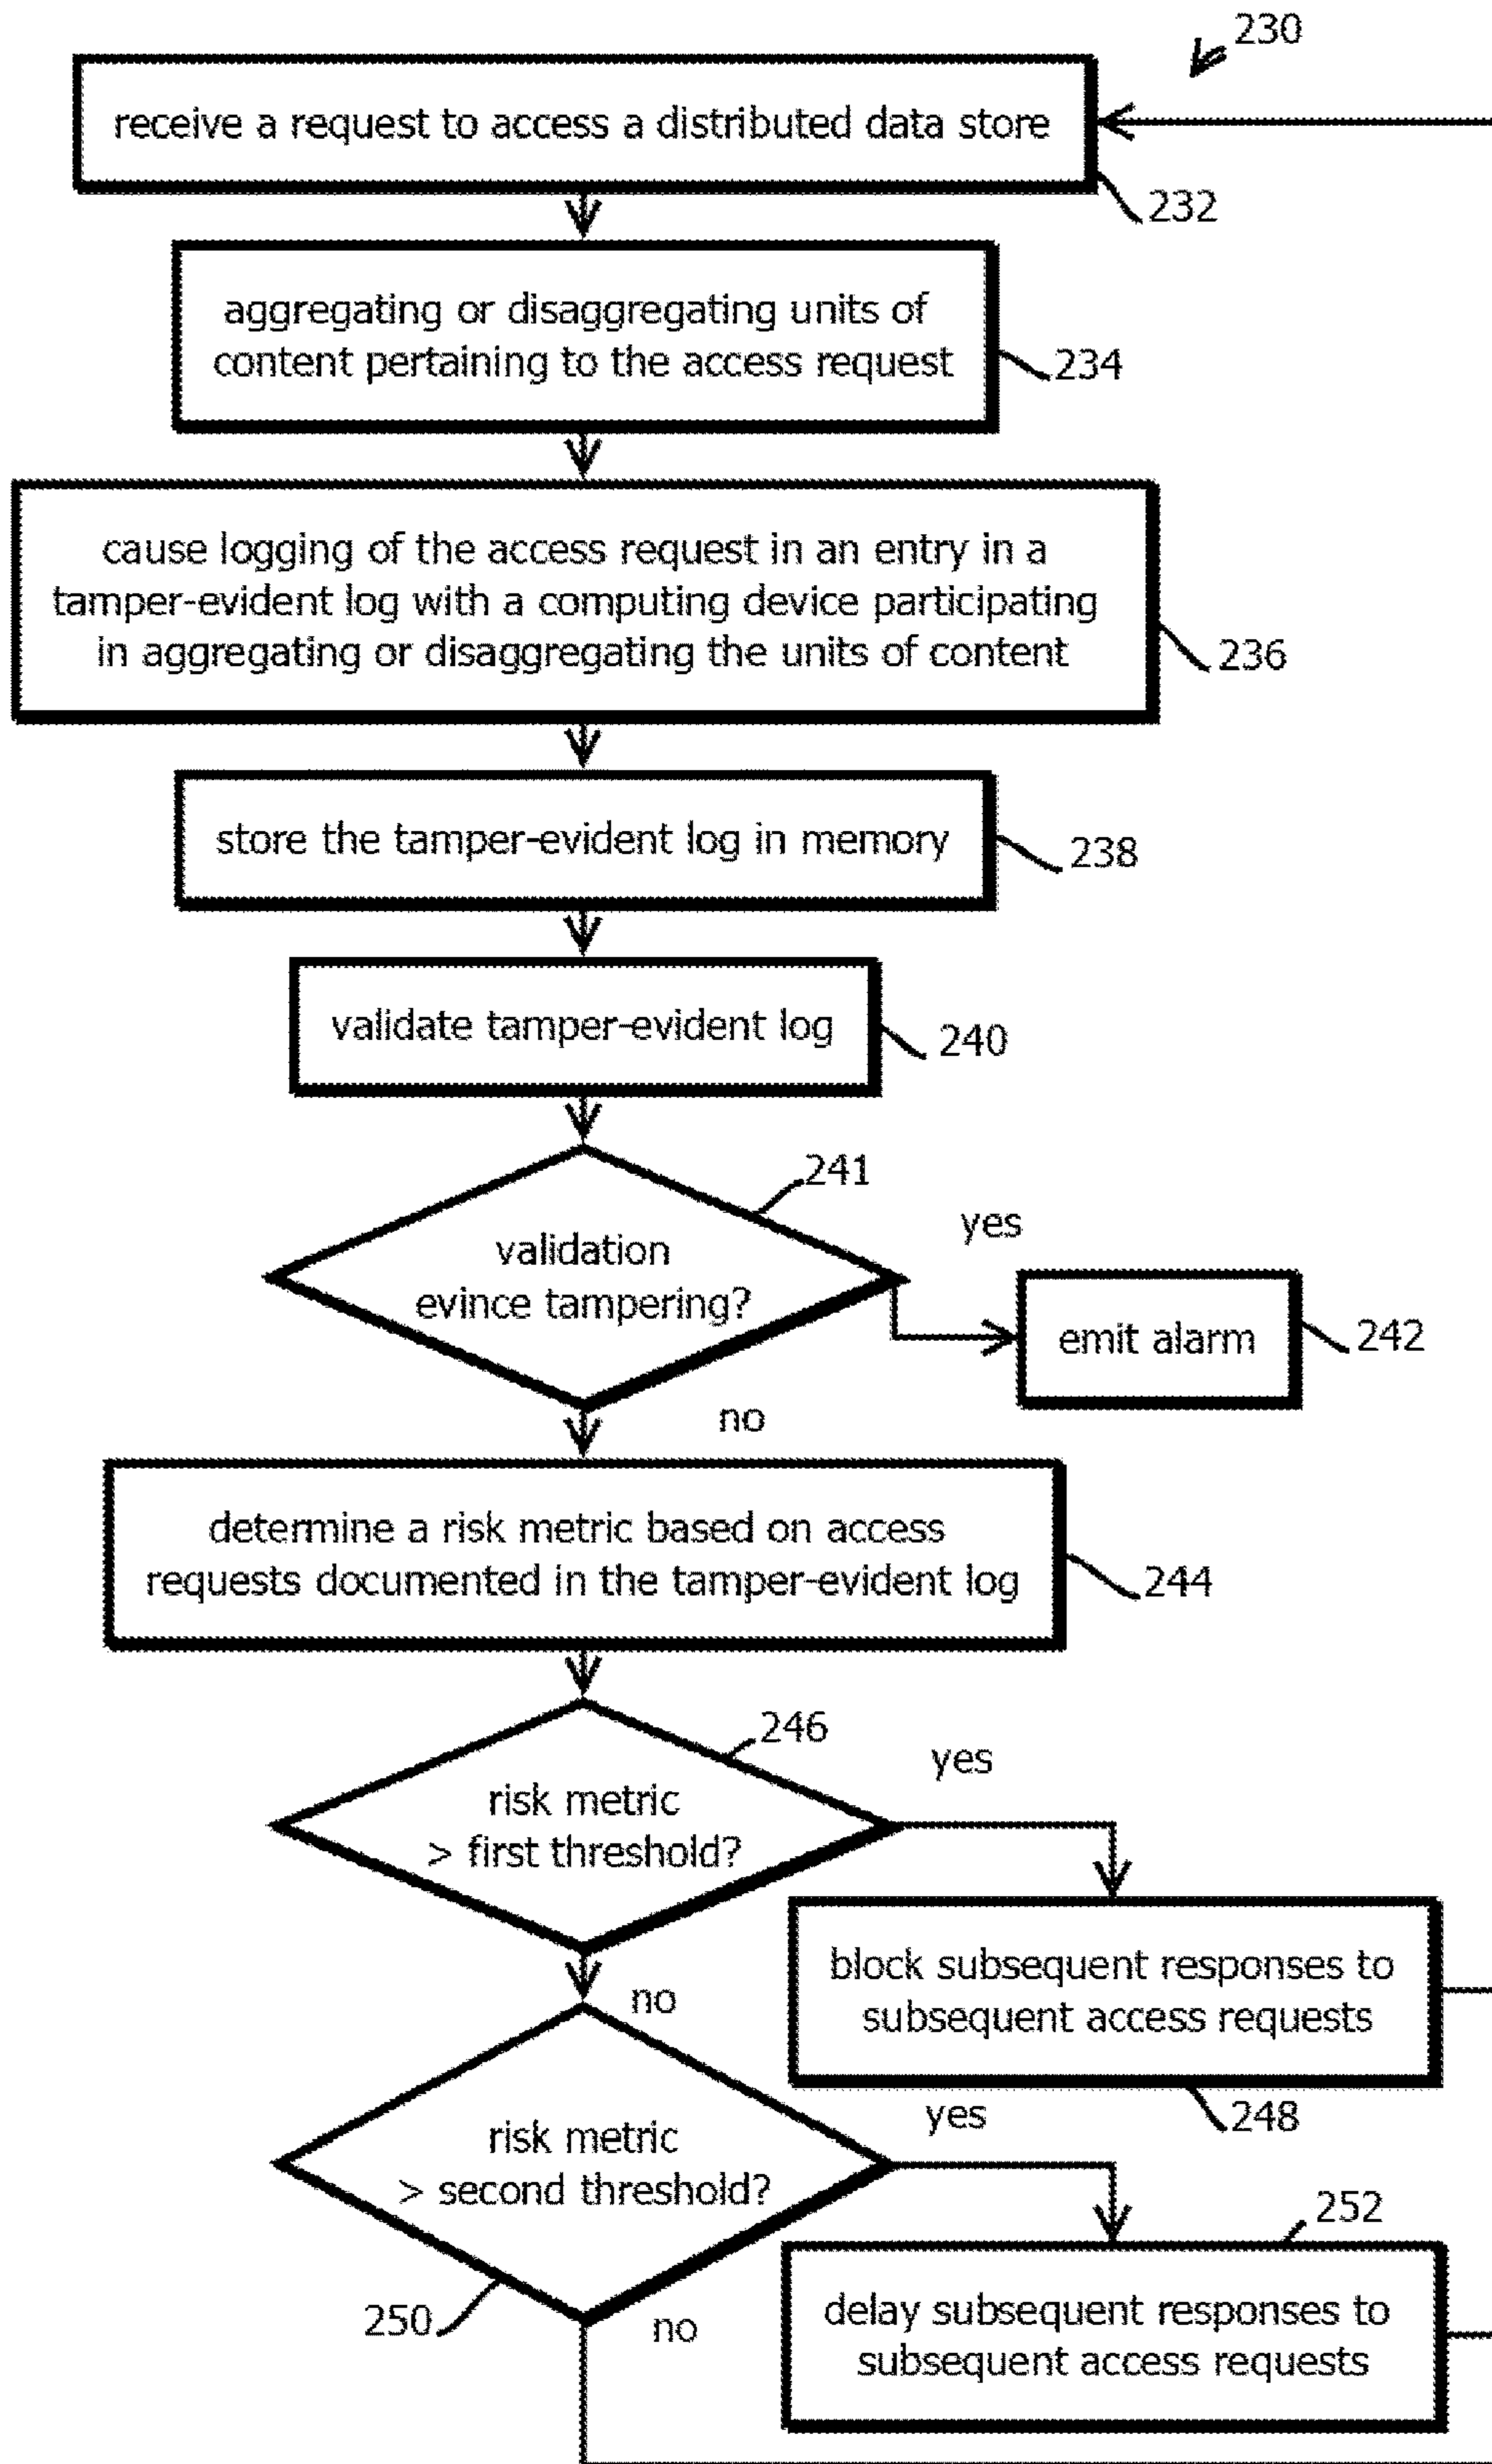 230
receive a request to access a distributed data store
232
aggregating or disaggregating units of
content pertaining to the access request
234
cause logging of the access request in an entry in a
tamper-evident log with a computing device participating
in aggregating or disaggregating the units of content
236
store the tamper-evident log in memory
238
validate tamper-evident log
240
241
validation
evince tampering?
yes
emit alarm
242
no
determine a risk metric based on access
requests documented in the tamper-evident log
244
246
risk metric
> first threshold?
yes
block subsequent responses to
subsequent access requests
248
no
risk metric
> second threshold?
yes
250
252
delay subsequent responses to
subsequent access requests
no